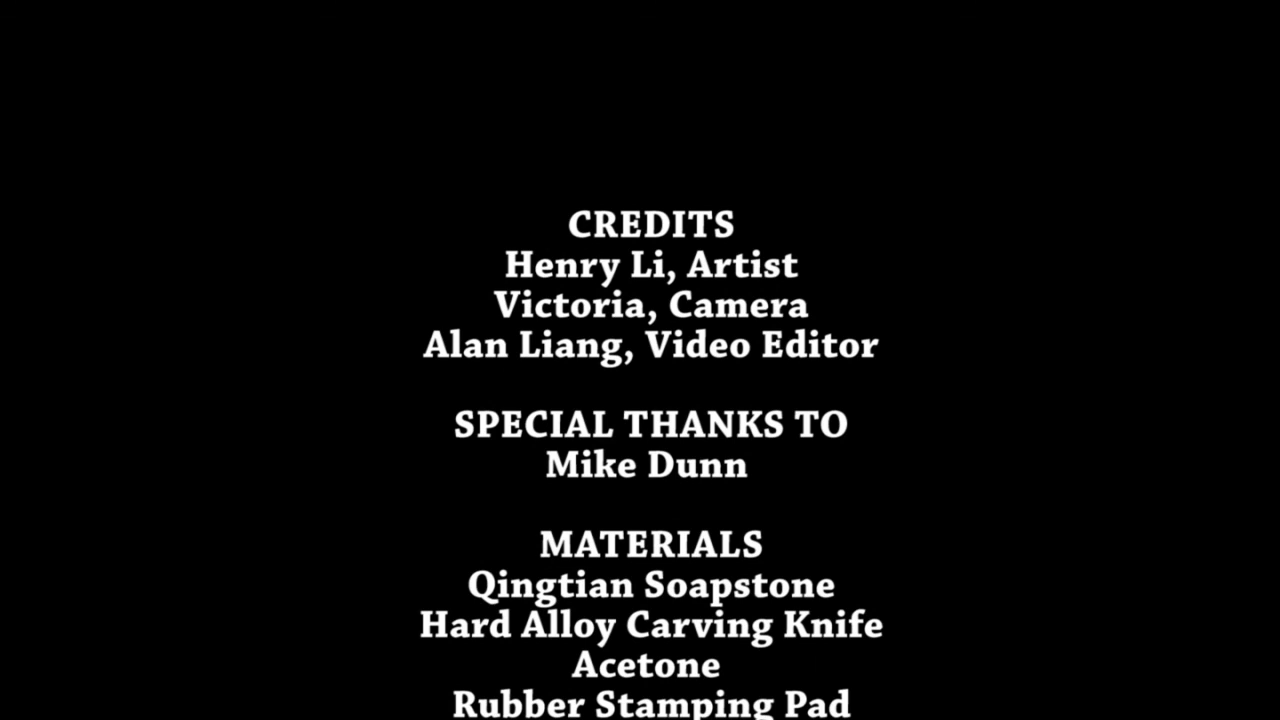 CREDITS
Henry Li, Artist
Victoria, Camera
Alan Liang, Video Editor
SPECIAL THANKS TO
Mike Dunn
MATERIALS
Qingtian Soapstone
Hard Alloy Carving Knife
Acetone
Rubber Stamping Pad